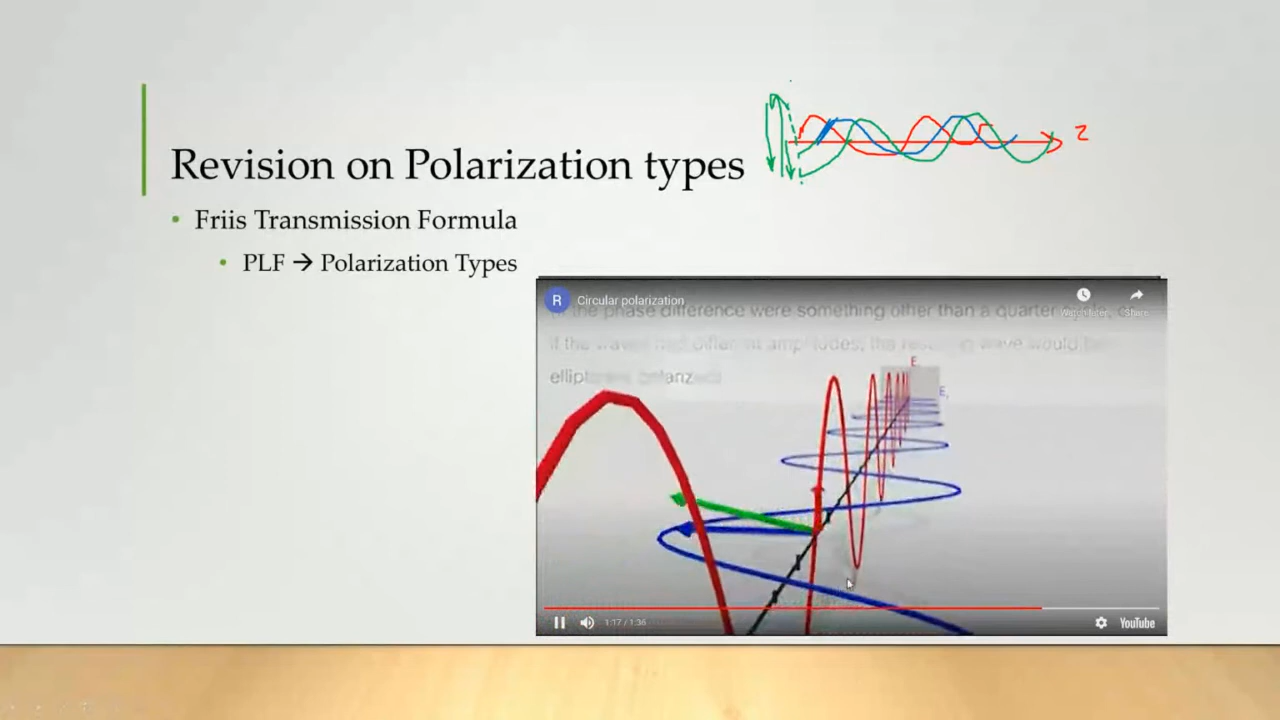 z
Revision on Polarization types
• Friis Transmission Formula
• PLF → Polarization Types
R Circular polarization
Watch later Share
the phase difference were something other than a quarter
if the waves had different amplitudes, the resulting wave would be
elliptically polarized
E
E
1:17 / 1:36
YouTube